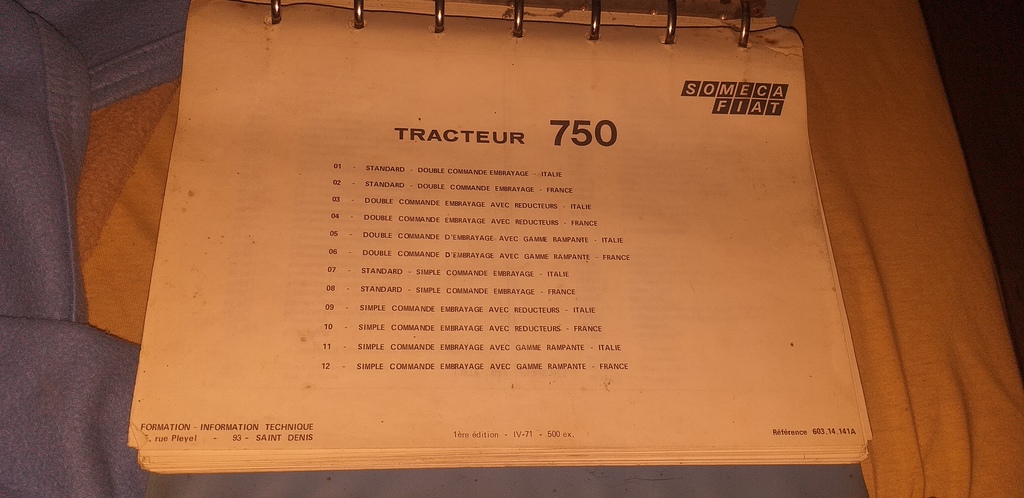 SOMECA
FIAT
TRACTEUR 750
01 - STANDARD - DOUBLE COMMANDE EMBRAYAGE - ITALIE
02 - STANDARD - DOUBLE COMMANDE EMBRAYAGE - FRANCE
03 - DOUBLE COMMANDE EMBRAYAGE AVEC REDUCTEURS - ITALIE
04 - DOUBLE COMMANDE EMBRAYAGE AVEC REDUCTEURS - FRANCE
05 - DOUBLE COMMANDE D'EMBRAYAGE AVEC GAMME RAMPANTE - ITALIE
06 - DOUBLE COMMANDE D'EMBRAYAGE AVEC GAMME RAMPANTE - FRANCE
07 - STANDARD - SIMPLE COMMANDE EMBRAYAGE - ITALIE
08 - STANDARD - SIMPLE COMMANDE EMBRAYAGE - FRANCE
09 - SIMPLE COMMANDE EMBRAYAGE AVEC REDUCTEURS - ITALIE
10 - SIMPLE COMMANDE EMBRAYAGE AVEC REDUCTEURS - FRANCE
11 - SIMPLE COMMANDE EMBRAYAGE AVEC GAMME RAMPANTE - ITALIE
12 - SIMPLE COMMANDE EMBRAYAGE AVEC GAMME RAMPANTE - FRANCE
FORMATION - INFORMATION TECHNIQUE
rue Pleyel - 93 - SAINT DENIS
1ère édition - IV-71 - 500 ex.
Référence 603.14.141A